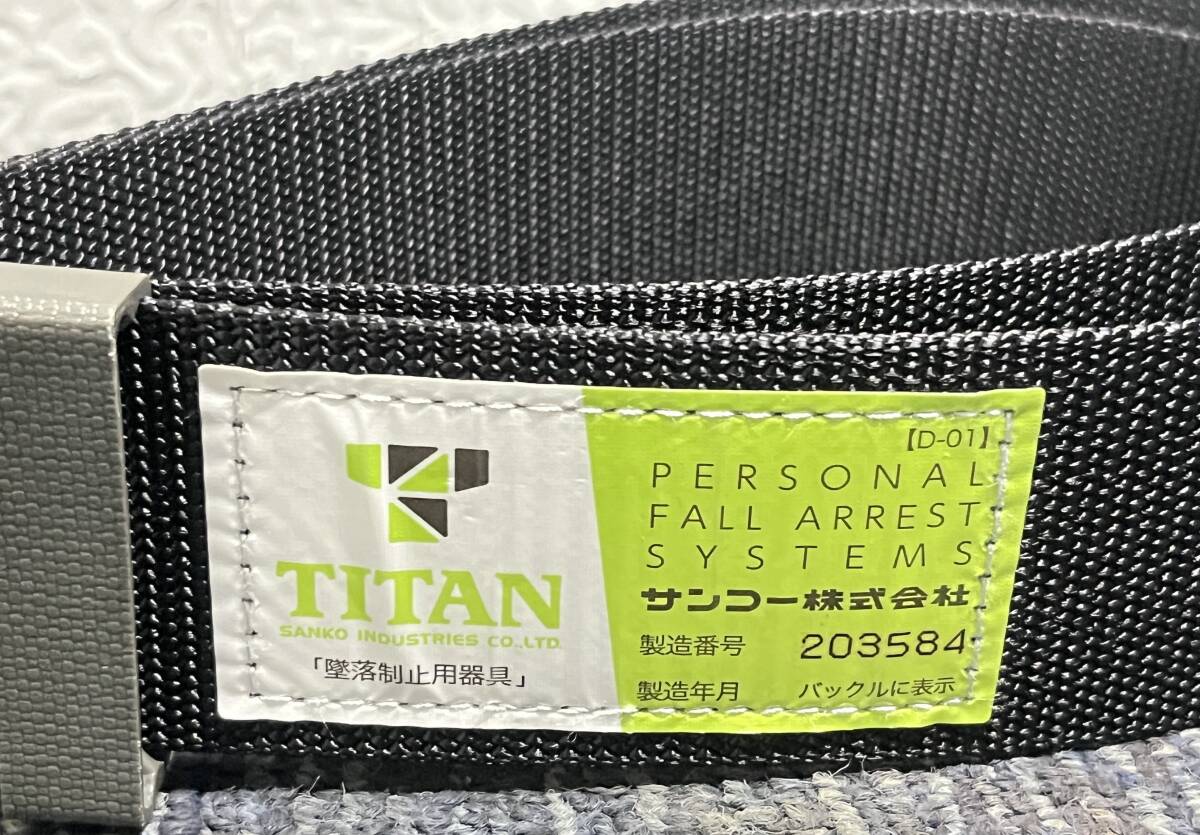 TITAN
SANKO INDUSTRIES CO.,LTD.
「墜落制止用器具」
【D-01】
PERSONAL
FALL ARREST
SYSTEMS
サンコー株式会社
製造番号 203584
製造年月 バックルに表示